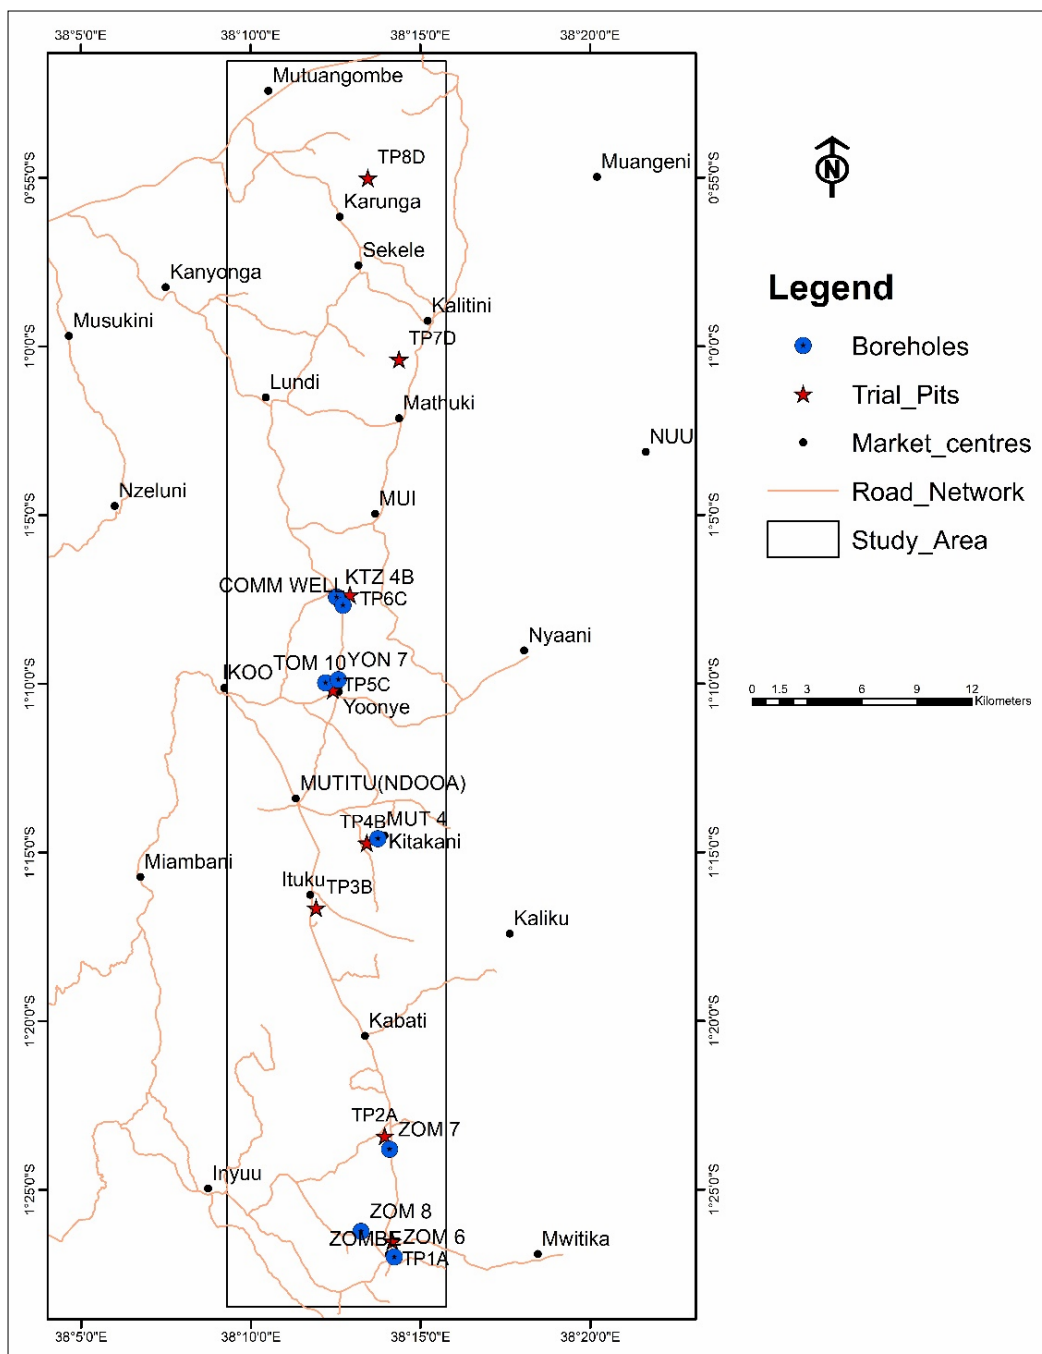 38°5'0"E 38°10'0"E 38°15'0"E 38°20'0"E
Mutuangombe
TP8D
Muangeni
0°55'0"S 0°55'0"S
Karunga
Sekele
Kanyonga
Legend
Kalitini
Musukini
TP7D
Boreholes
1°0'0"S 1°0'0"S
Lundi
Trial_Pits
Mathuki
NUU
Market_centres
Nzeluni
MUI
Road_Network
1°5'0"S 1°5'0"S
Study_Area
COMM WELL KTZ 4B
TP6C
Nyaani
IKOO TOM 10 YON 7
1°10'0"S TP5C 1°10'0"S
Yoonye
0 1.5 3 6 9 12
Kilometers
MUTITU(NDOOA)
TP4B MUT 4
Kitakani
1°15'0"S 1°15'0"S
Miambani
Ituku TP3B
Kaliku
1°20'0"S Kabati 1°20'0"S
TP2A
ZOM 7
Inyuu
1°25'0"S 1°25'0"S
ZOM 8
ZOMBE ZOM 6
Mwitika
TP1A
38°5'0"E 38°10'0"E 38°15'0"E 38°20'0"E
N